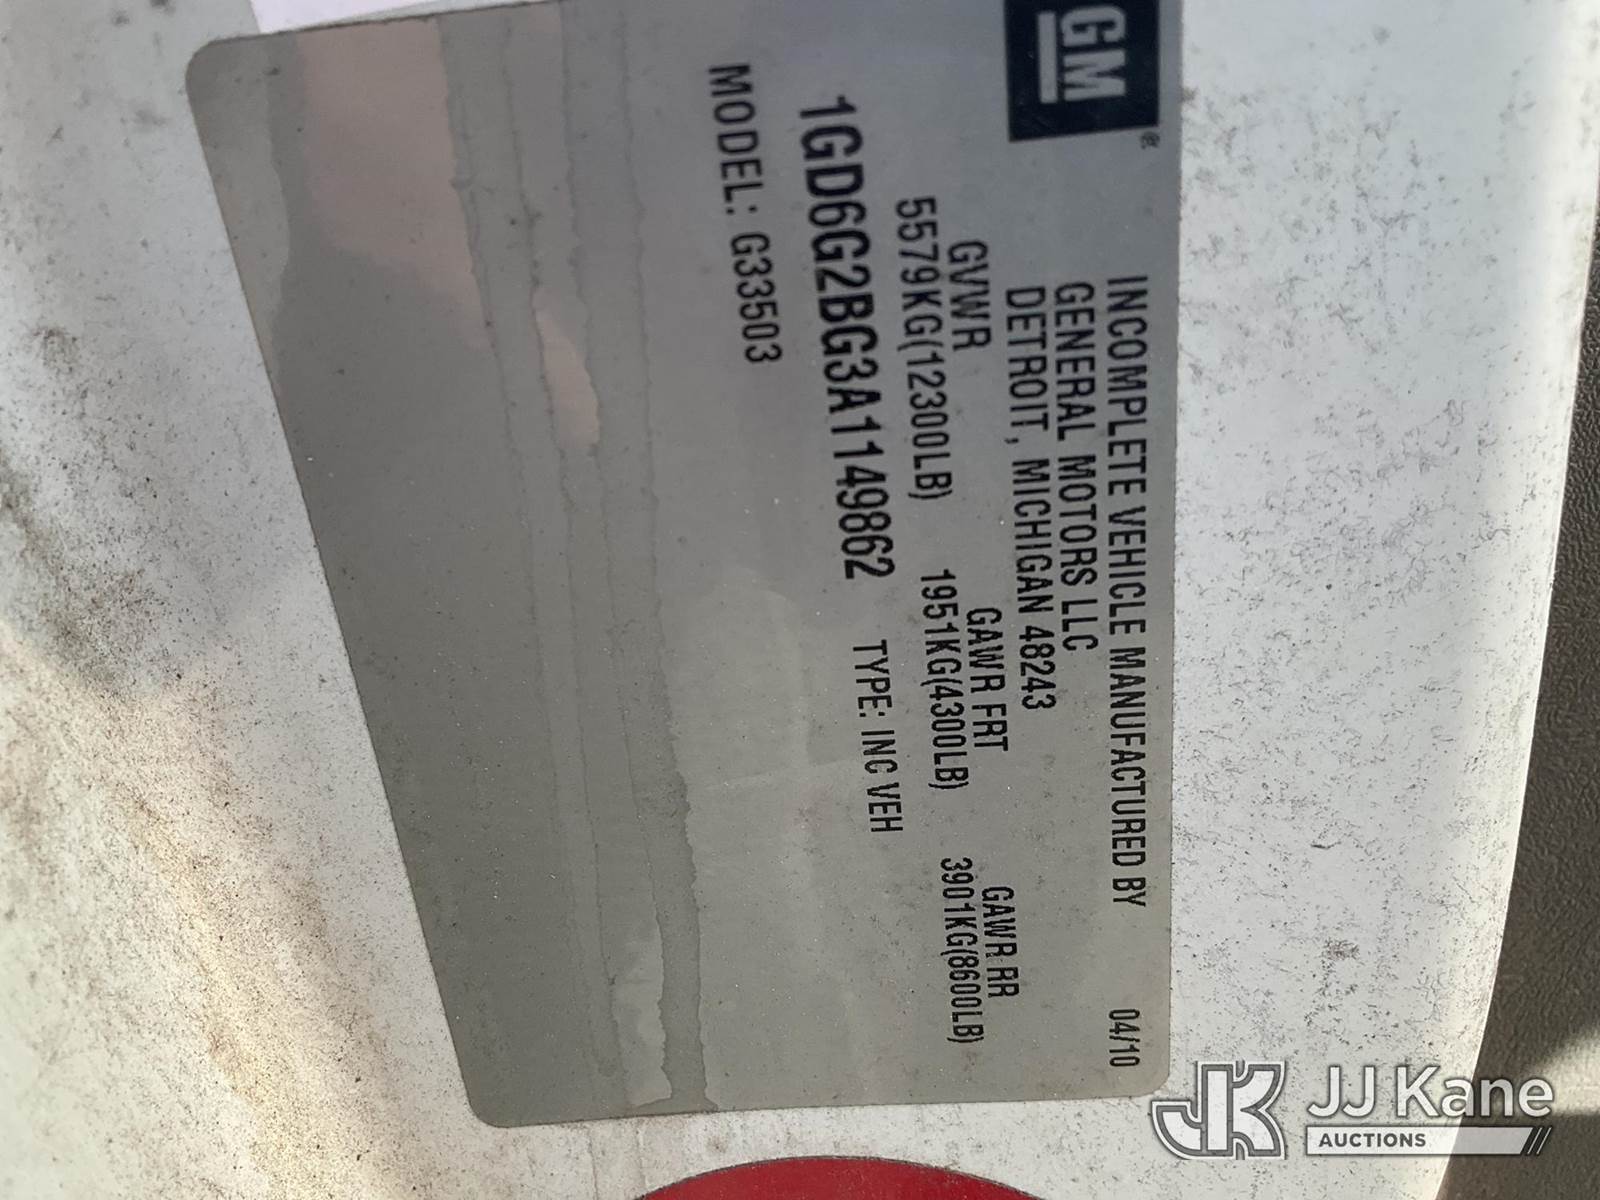 GM®
INCOMPLETE VEHICLE MANUFACTURED BY 04/10
GENERAL MOTORS LLC
DETROIT, MICHIGAN 48243
GVWR GAWR FRT GAWR RR
5579KG(12300LB) 1951KG(4300LB) 3901KG(8600LB)
1GD6G2BG3A1149862 TYPE: INC VEH
MODEL: G33503
JK JJ Kane
AUCTIONS